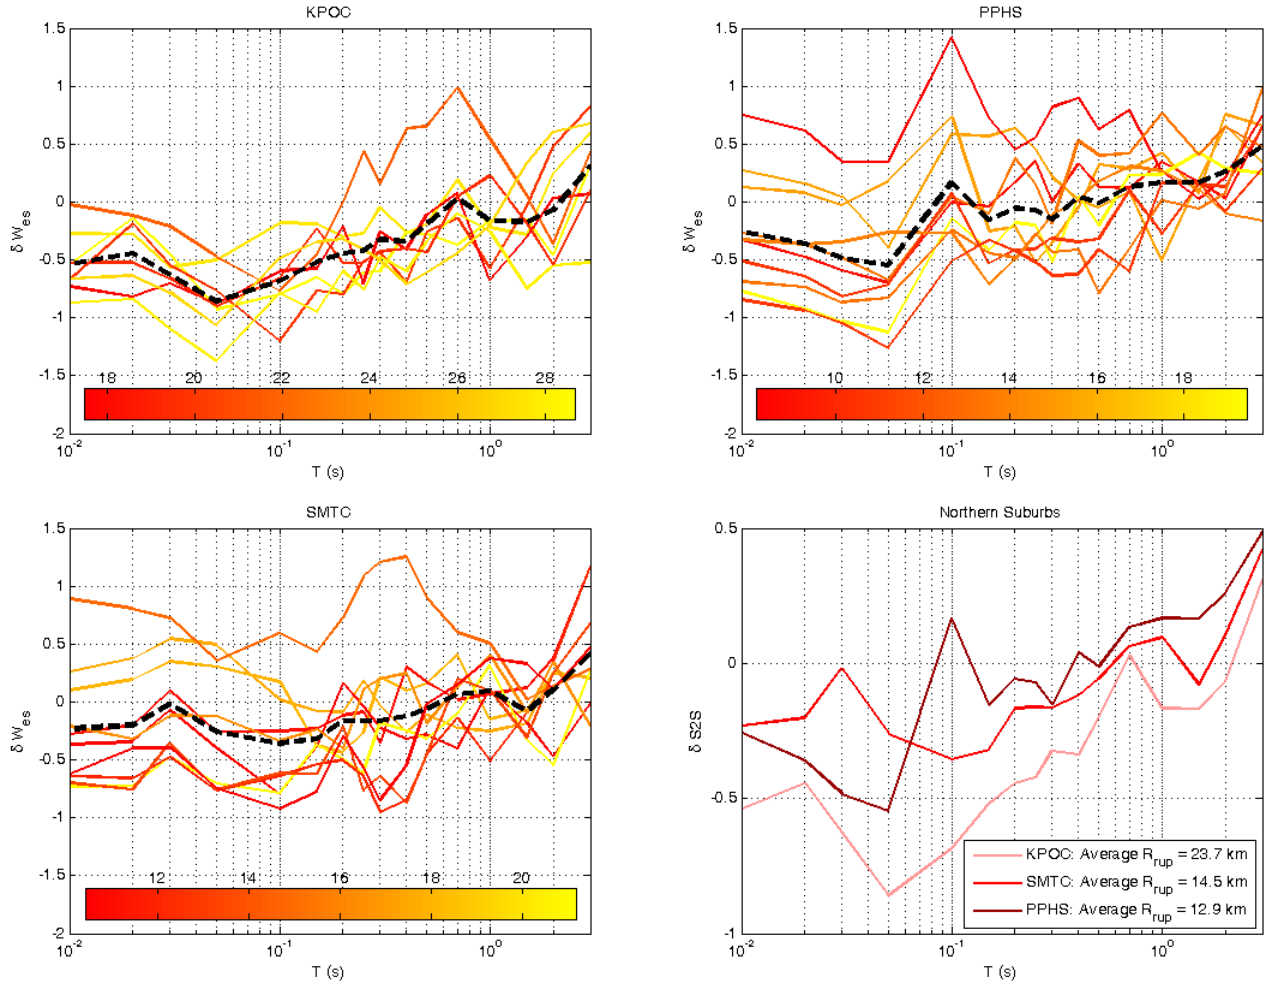 KPOC
1.5
1
0.5
0
-0.5
-1
-1.5
-2
δ W_es
18 20 22 24 26 28
10^-2 10^-1 10^0
T (s)
PPHS
1.5
1
0.5
0
-0.5
-1
-1.5
-2
δ W_es
10 12 14 16 18
10^-2 10^-1 10^0
T (s)
SMTC
1.5
1
0.5
0
-0.5
-1
-1.5
-2
δ W_es
12 14 16 18 20
10^-2 10^-1 10^0
T (s)
Northern Suburbs
0.5
0
-0.5
-1
δ S2S
KPOC: Average R_rup = 23.7 km
SMTC: Average R_rup = 14.5 km
PPHS: Average R_rup = 12.9 km
10^-2 10^-1 10^0
T (s)